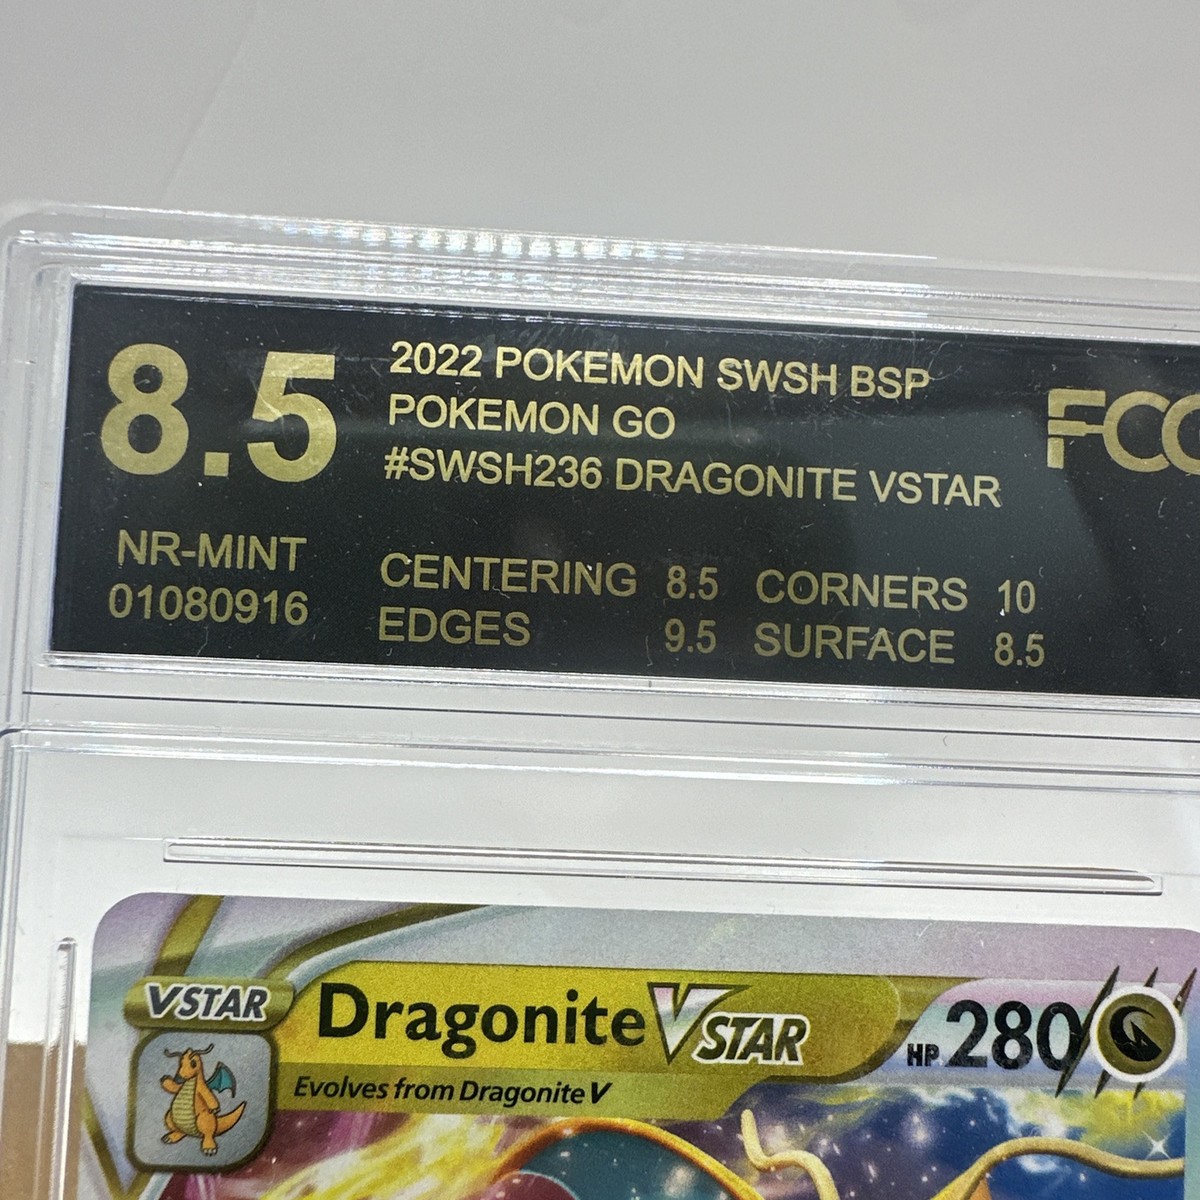 8.5
2022 POKEMON SWSH BSP
POKEMON GO
#SWSH236 DRAGONITE VSTAR
FCG
NR-MINT
01080916
CENTERING 8.5 CORNERS 10
EDGES 9.5 SURFACE 8.5
VSTAR
Dragonite VSTAR
HP 280
Evolves from Dragonite V